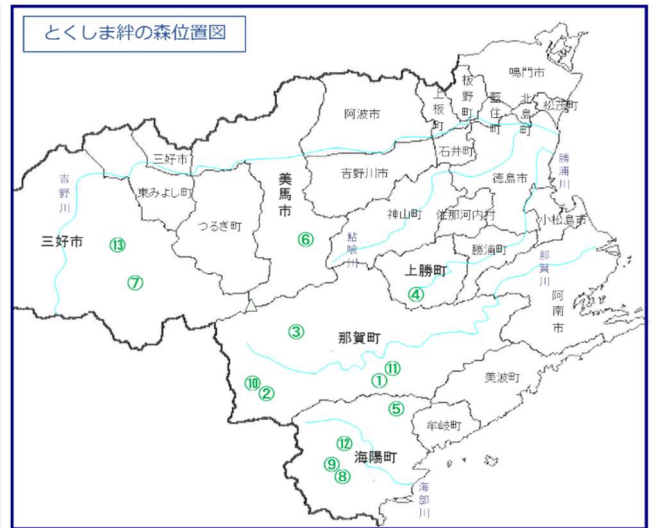 とくしま絆の森位置図
鳴門市
板野町
上板町
藍住町
北島町
松茂町
阿波市
石井町
三好市
吉野川市
徳島市
勝浦川
東みよし町
美馬市
吉野川
つるぎ町
神山町
佐那河内村
小松島市
三好市
⑥
鮎喰川
勝浦町
那賀川
⑬
上勝町
⑦
④
阿南市
③
那賀町
⑪
⑩
②
①
美波町
⑤
牟岐町
⑫
海陽町
⑨
⑧
海部川